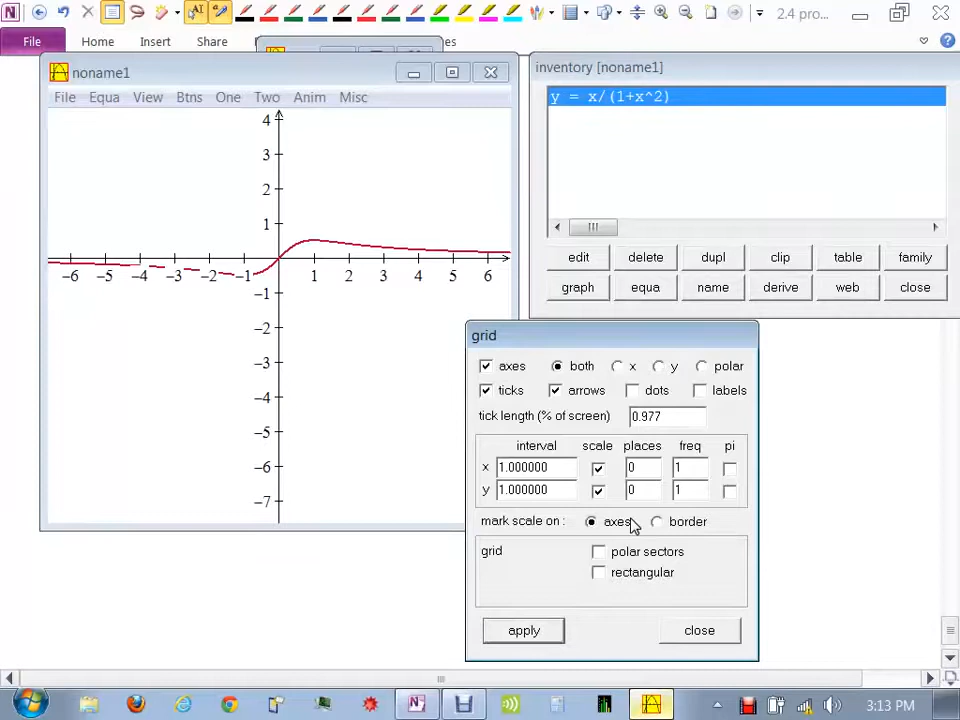 2.4 pro...
File Home Insert Share es
noname1
File Equa View Btns One Two Anim Misc
4
3
2
1
−6 −5 −4 −3 −2 −1 1 2 3 4 5 6
−1
−2
−3
−4
−5
−6
−7
inventory [noname1]
y = x/(1+x^2)
edit delete dupl clip table family
graph equa name derive web close
grid
axes both x y polar
ticks arrows dots labels
tick length (% of screen) 0.977
interval scale places freq pi
x 1.000000 0 1
y 1.000000 0 1
mark scale on : axes border
grid polar sectors
rectangular
apply close
3:13 PM